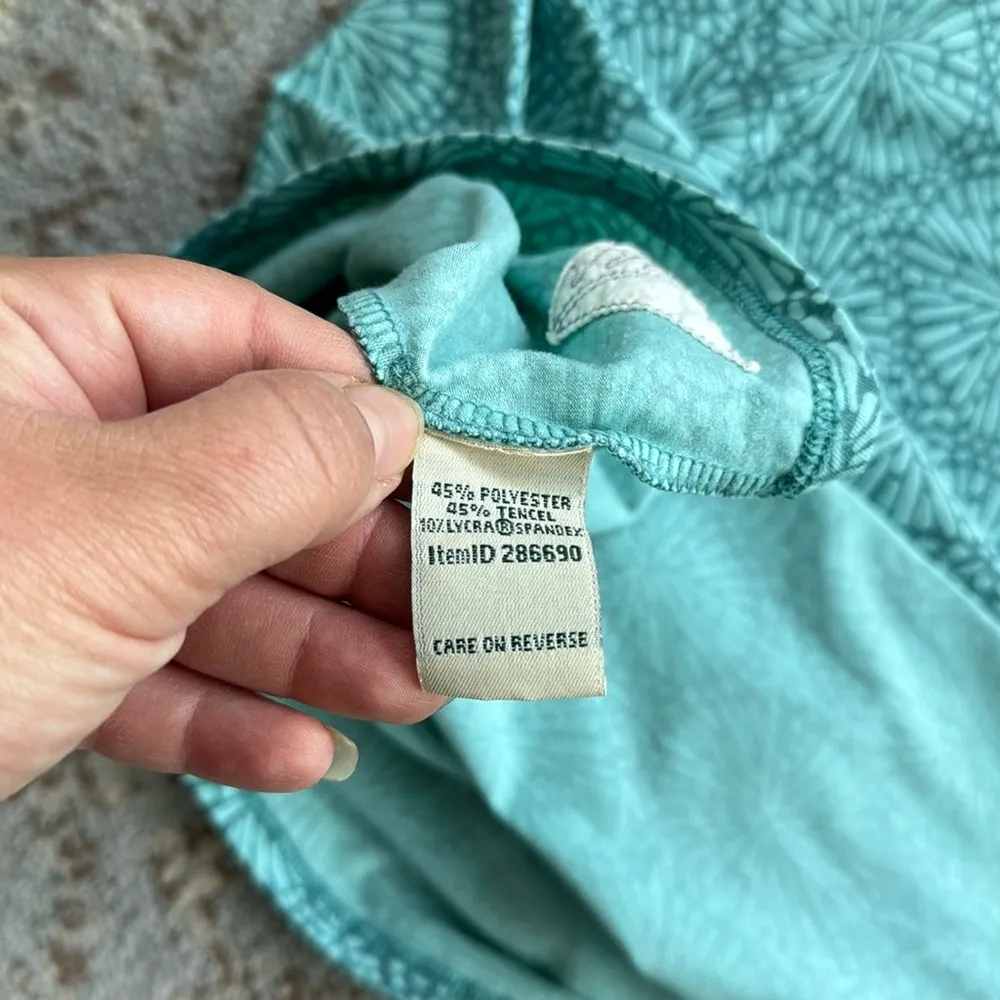 45% POLYESTER
45% TENCEL
10% LYCRA® SPANDEX
ItemID 286690
CARE ON REVERSE